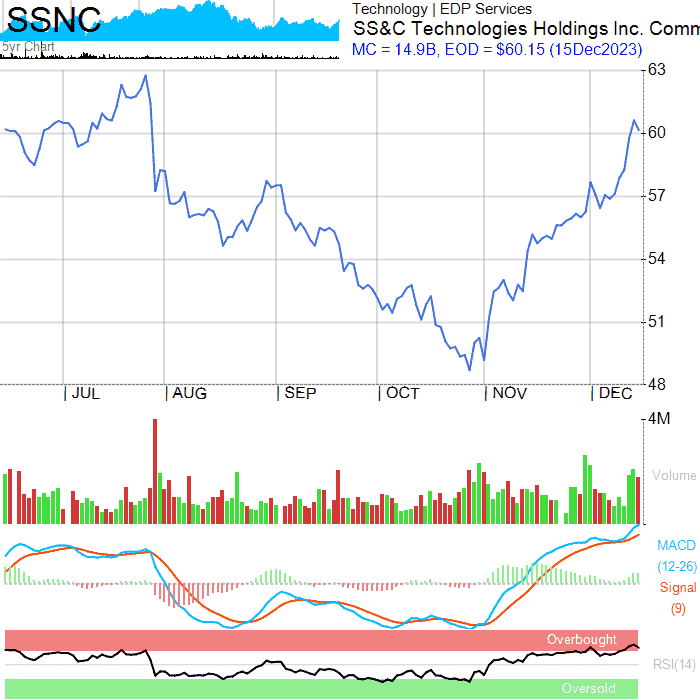 SSNC
5yr Chart
Technology | EDP Services
SS&C Technologies Holdings Inc. Comm
MC = 14.9B, EOD = $60.15 (15Dec2023)
63
60
57
54
51
48
JUL
AUG
SEP
OCT
NOV
DEC
4M
Volume
MACD
(12-26)
Signal
(9)
Overbought
RSI(14)
Oversold